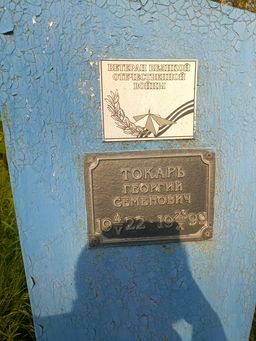 ВЕТЕРАН ВЕЛИКОЙ
ОТЕЧЕСТВЕННОЙ
ВОЙНЫ
ТОКАРЬ
ГЕОРГИЙ
СЕМЕНОВИЧ